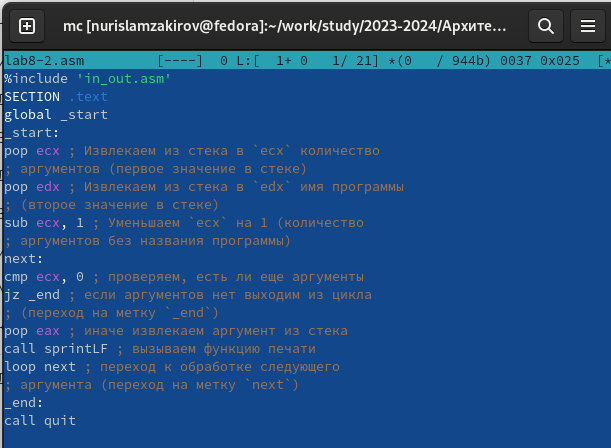 mc [nurislamzakirov@fedora]:~/work/study/2023-2024/Архите...
lab8-2.asm [----] 0 L:[ 1+ 0 1/ 21] *(0 / 944b) 0037 0x025 [*
%include 'in_out.asm'
SECTION .text
global _start
_start:
pop ecx ; Извлекаем из стека в `ecx` количество
; аргументов (первое значение в стеке)
pop edx ; Извлекаем из стека в `edx` имя программы
; (второе значение в стеке)
sub ecx, 1 ; Уменьшаем `ecx` на 1 (количество
; аргументов без названия программы)
next:
cmp ecx, 0 ; проверяем, есть ли еще аргументы
jz _end ; если аргументов нет выходим из цикла
; (переход на метку `_end`)
pop eax ; иначе извлекаем аргумент из стека
call sprintLF ; вызываем функцию печати
loop next ; переход к обработке следующего
; аргумента (переход на метку `next`)
_end:
call quit